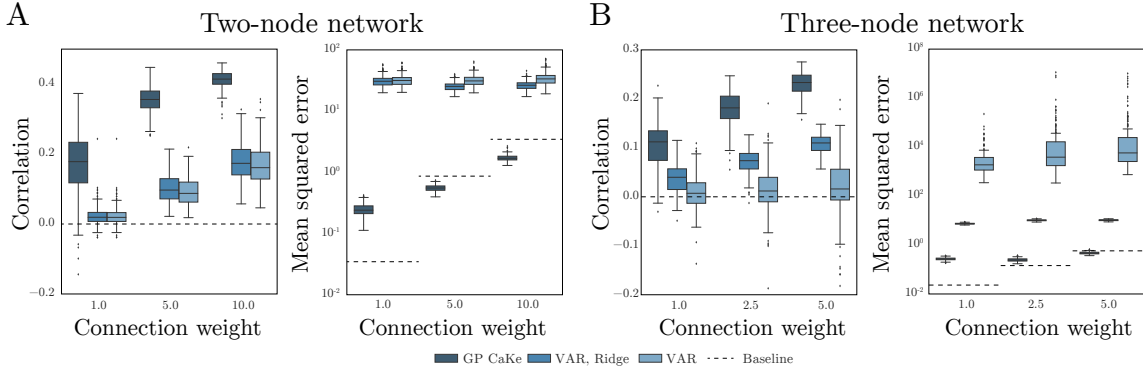 A
Two-node network
Correlation
0.4
0.2
0.0
−0.2
1.0 5.0 10.0
Connection weight
Mean squared error
10²
10¹
10⁰
10⁻¹
10⁻²
1.0 5.0 10.0
Connection weight
B
Three-node network
Correlation
0.3
0.2
0.1
0.0
−0.1
−0.2
1.0 2.5 5.0
Connection weight
Mean squared error
10⁸
10⁶
10⁴
10²
10⁰
10⁻²
1.0 2.5 5.0
Connection weight
GP CaKe VAR, Ridge VAR Baseline